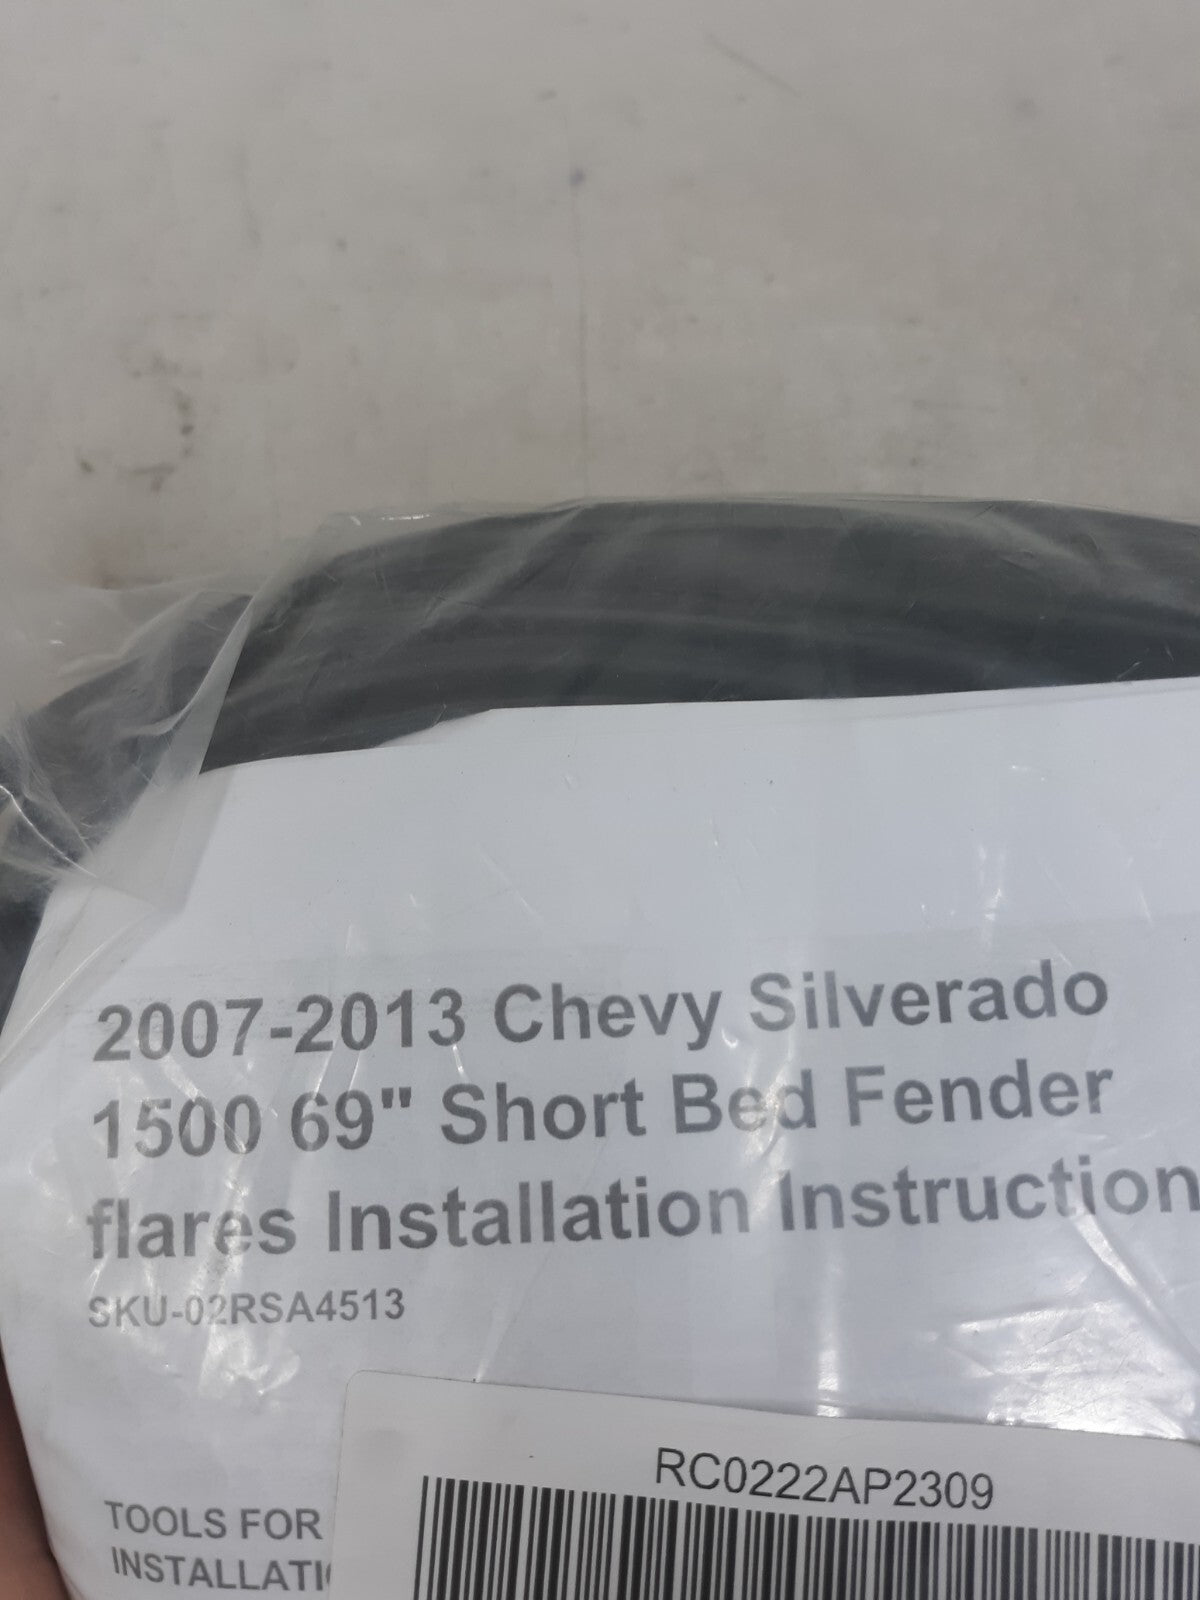 2007-2013 Chevy Silverado
1500 69" Short Bed Fender
flares Installation Instruction
SKU-02RSA4513
RC0222AP2309
TOOLS FOR